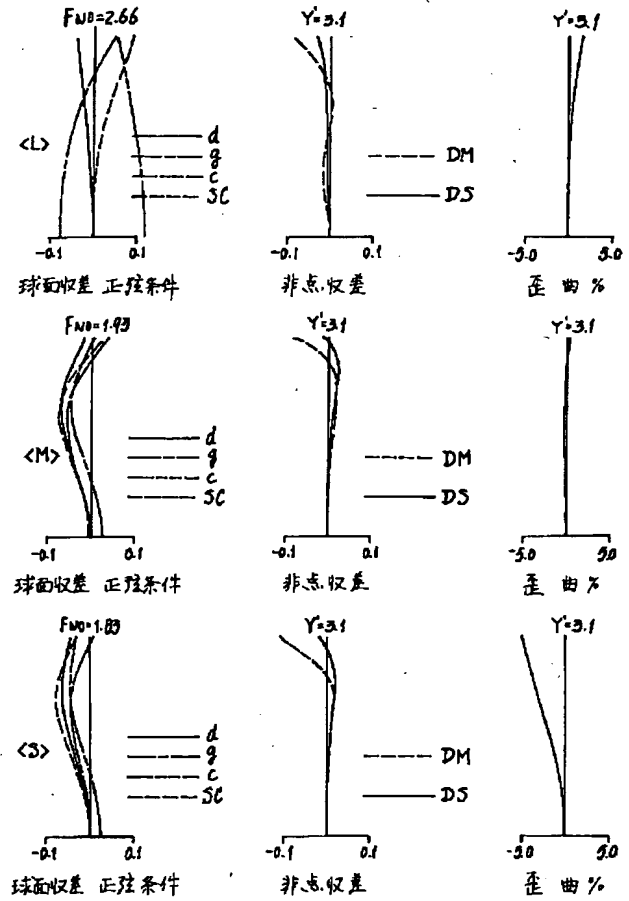 FNO=2.66
Y'=3.1
Y'=3.1
<L>
d
g
c
SC
DM
DS
-0.1 0.1
-0.1 0.1
-5.0 5.0
球面収差 正弦条件
非点収差
歪曲%
FNO=1.93
Y'=3.1
Y'=3.1
<M>
d
g
c
SC
DM
DS
-0.1 0.1
-0.1 0.1
-5.0 5.0
球面収差 正弦条件
非点収差
歪曲%
FNO=1.83
Y'=3.1
Y'=3.1
<S>
d
g
c
SC
DM
DS
-0.1 0.1
-0.1 0.1
-5.0 5.0
球面収差 正弦条件
非点収差
歪曲%